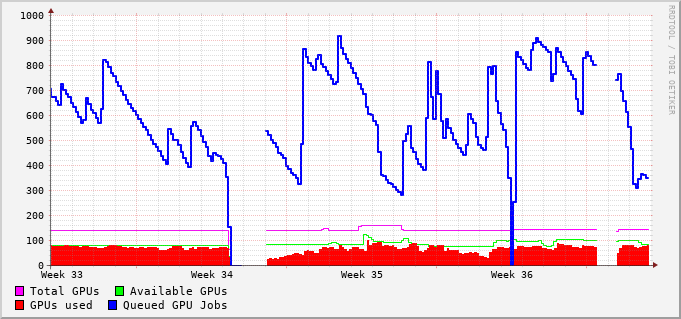 1000
900
800
700
600
500
400
300
200
100
0
Week 33 Week 34 Week 35 Week 36
Total GPUs Available GPUs
GPUs used Queued GPU Jobs
RRDTOOL / TOBI OETIKER